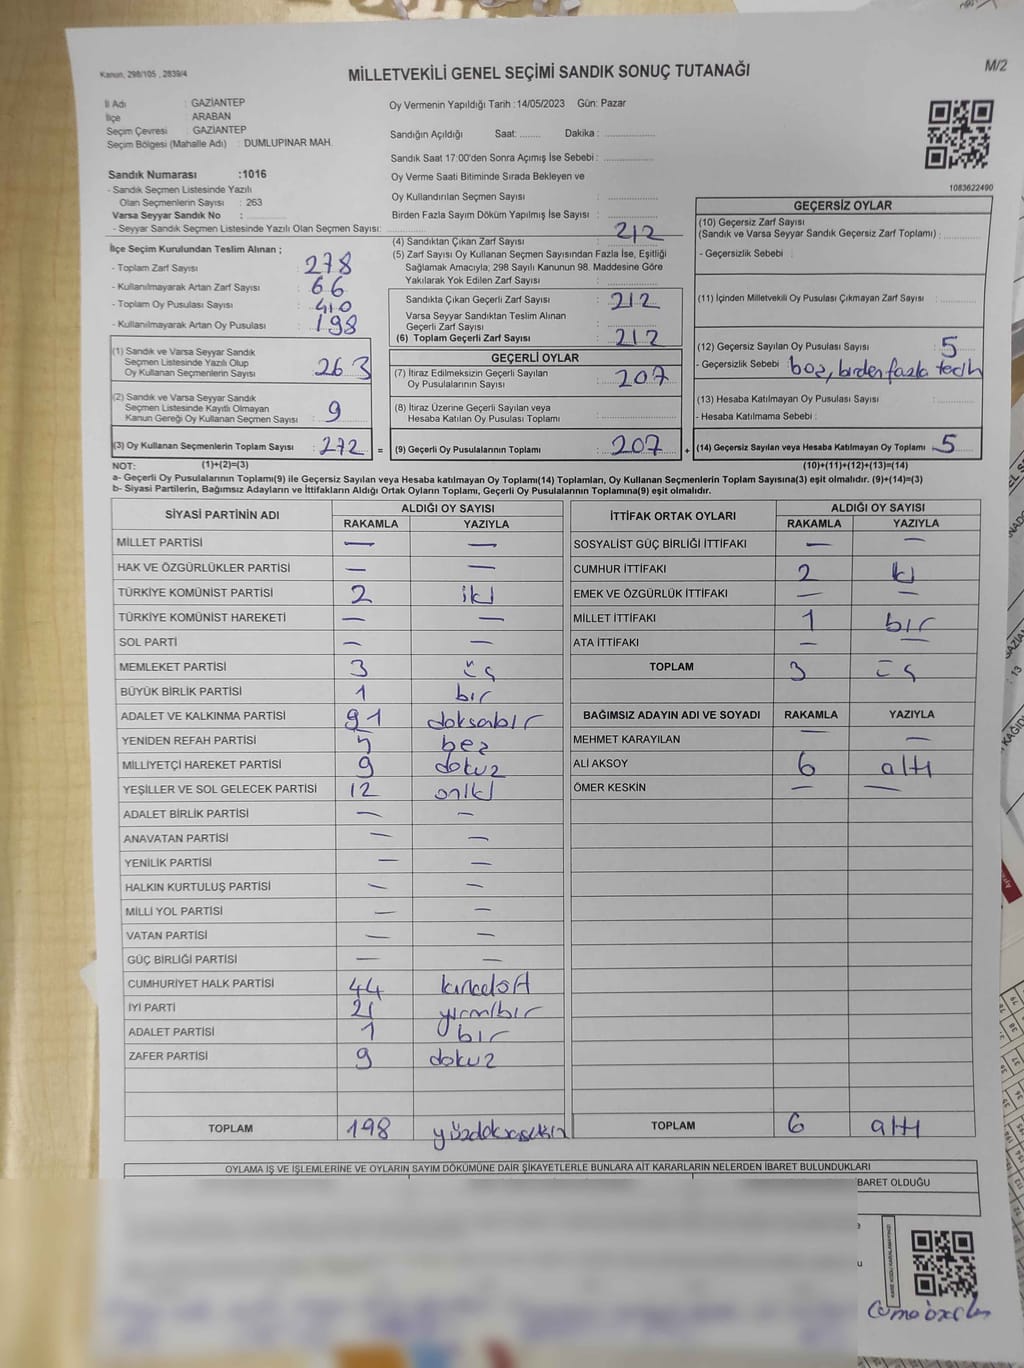 Kanun, 298/105 , 2839/4
MİLLETVEKİLİ GENEL SEÇİMİ SANDIK SONUÇ TUTANAĞI
M/2
İl Adı : GAZİANTEP
İlçe : ARABAN
Seçim Çevresi : GAZİANTEP
Seçim Bölgesi (Mahalle Adı) : DUMLUPINAR MAH.
Sandık Numarası :1016
- Sandık Seçmen Listesinde Yazılı
Olan Seçmenlerin Sayısı : 263
Varsa Seyyar Sandık No :
- Seyyar Sandık Seçmen Listesinde Yazılı Olan Seçmen Sayısı:
Oy Vermenin Yapıldığı Tarih :14/05/2023 Gün: Pazar
Sandığın Açıldığı Saat: Dakika :
Sandık Saat 17:00'den Sonra Açımış İse Sebebi :
Oy Verme Saati Bitiminde Sırada Bekleyen ve
Oy Kullandırılan Seçmen Sayısı :
Birden Fazla Sayım Döküm Yapılmış İse Sayısı :
1083622490
İlçe Seçim Kurulundan Teslim Alınan ;
- Toplam Zarf Sayısı : 278
- Kullanılmayarak Artan Zarf Sayısı : 66
- Toplam Oy Pusulası Sayısı : 410
- Kullanılmayarak Artan Oy Pusulası : 198
(1) Sandık ve Varsa Seyyar Sandık
Seçmen Listesinde Yazılı Olup
Oy Kullanan Seçmenlerin Sayısı : 263
(2) Sandık ve Varsa Seyyar Sandık
Seçmen Listesinde Kayıtlı Olmayan
Kanun Gereği Oy Kullanan Seçmen Sayısı : 9
(3) Oy Kullanan Seçmenlerin Toplam Sayısı : 272 =
(4) Sandıktan Çıkan Zarf Sayısı : 212
(5) Zarf Sayısı Oy Kullanan Seçmen Sayısından Fazla İse, Eşitliği
Sağlamak Amacıyla; 298 Sayılı Kanunun 98. Maddesine Göre
Yakılarak Yok Edilen Zarf Sayısı :
Sandıkta Çıkan Geçerli Zarf Sayısı : 212
Varsa Seyyar Sandıktan Teslim Alınan
Geçerli Zarf Sayısı :
(6) Toplam Geçerli Zarf Sayısı : 212
GEÇERLİ OYLAR
(7) İtiraz Edilmeksizin Geçerli Sayılan
Oy Pusulalarının Sayısı : 207
(8) İtiraz Üzerine Geçerli Sayılan veya
Hesaba Katılan Oy Pusulası Toplamı :
(9) Geçerli Oy Pusulalarının Toplamı : 207 +
GEÇERSİZ OYLAR
(10) Geçersiz Zarf Sayısı
(Sandık ve Varsa Seyyar Sandık Geçersiz Zarf Toplamı) :
- Geçersizlik Sebebi :
(11) İçinden Milletvekili Oy Pusulası Çıkmayan Zarf Sayısı :
(12) Geçersiz Sayılan Oy Pusulası Sayısı : 5
- Geçersizlik Sebebi : boş, birden fazla tercih
(13) Hesaba Katılmayan Oy Pusulası Sayısı :
- Hesaba Katılmama Sebebi :
(14) Geçersiz Sayılan veya Hesaba Katılmayan Oy Toplamı : 5
NOT: (1)+(2)=(3) (10)+(11)+(12)+(13)=(14)
a- Geçerli Oy Pusulalarının Toplamı(9) ile Geçersiz Sayılan veya Hesaba katılmayan Oy Toplamı(14) Toplamları, Oy Kullanan Seçmenlerin Toplam Sayısına(3) eşit olmalıdır. (9)+(14)=(3)
b- Siyasi Partilerin, Bağımsız Adayların ve İttifakların Aldığı Ortak Oyların Toplamı, Geçerli Oy Pusulalarının Toplamına(9) eşit olmalıdır.
SİYASİ PARTİNİN ADI ALDIĞI OY SAYISI
RAKAMLA YAZIYLA
MİLLET PARTİSİ — —
HAK VE ÖZGÜRLÜKLER PARTİSİ — —
TÜRKİYE KOMÜNİST PARTİSİ 2 iki
TÜRKİYE KOMÜNİST HAREKETİ — —
SOL PARTİ — —
MEMLEKET PARTİSİ 3 üç
BÜYÜK BİRLİK PARTİSİ 1 bir
ADALET VE KALKINMA PARTİSİ 91 doksanbir
YENİDEN REFAH PARTİSİ 5 beş
MİLLİYETÇİ HAREKET PARTİSİ 9 dokuz
YEŞİLLER VE SOL GELECEK PARTİSİ 12 oniki
ADALET BİRLİK PARTİSİ — —
ANAVATAN PARTİSİ — —
YENİLİK PARTİSİ — —
HALKIN KURTULUŞ PARTİSİ — —
MİLLİ YOL PARTİSİ — —
VATAN PARTİSİ — —
GÜÇ BİRLİĞİ PARTİSİ — —
CUMHURİYET HALK PARTİSİ 44 kırkdört
İYİ PARTİ 21 yirmibir
ADALET PARTİSİ 1 bir
ZAFER PARTİSİ 9 dokuz
TOPLAM 198 yüzdoksansekiz
İTTİFAK ORTAK OYLARI ALDIĞI OY SAYISI
RAKAMLA YAZIYLA
SOSYALİST GÜÇ BİRLİĞİ İTTİFAKI — —
CUMHUR İTTİFAKI 2 iki
EMEK VE ÖZGÜRLÜK İTTİFAKI — —
MİLLET İTTİFAKI 1 bir
ATA İTTİFAKI — —
TOPLAM 3 üç
BAĞIMSIZ ADAYIN ADI VE SOYADI RAKAMLA YAZIYLA
MEHMET KARAYILAN — —
ALİ AKSOY 6 altı
ÖMER KESKİN — —
TOPLAM 6 altı
OYLAMA İŞ VE İŞLEMLERİNE VE OYLARIN SAYIM DÖKÜMÜNE DAİR ŞİKAYETLERLE BUNLARA AİT KARARLARIN NELERDEN İBARET BULUNDUKLARI
BARET OLDUĞU